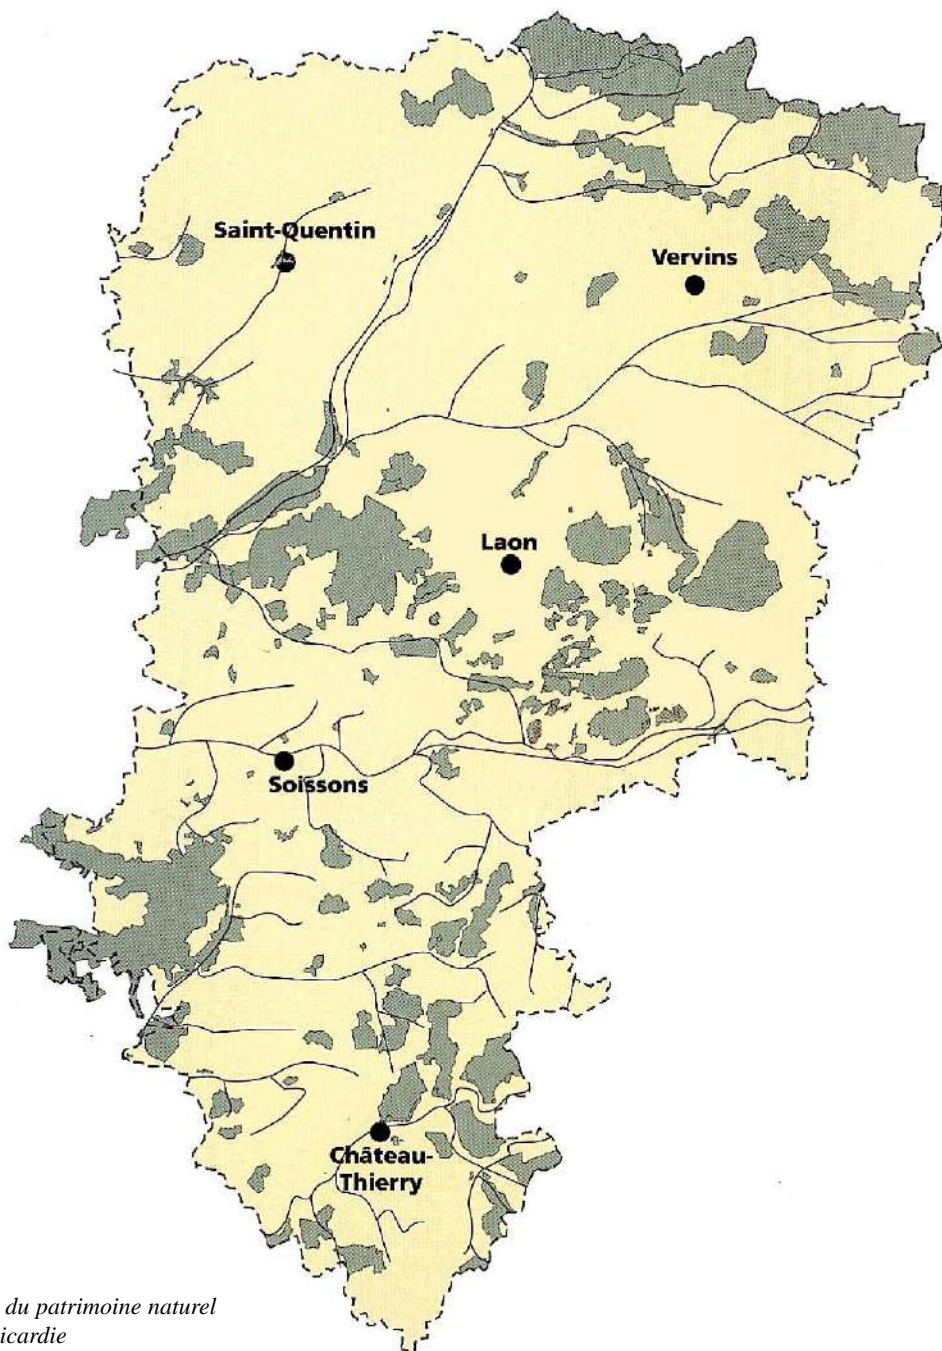 Saint-Quentin
Vervins
Laon
Soissons
Château-
Thierry
du patrimoine naturel
icardie